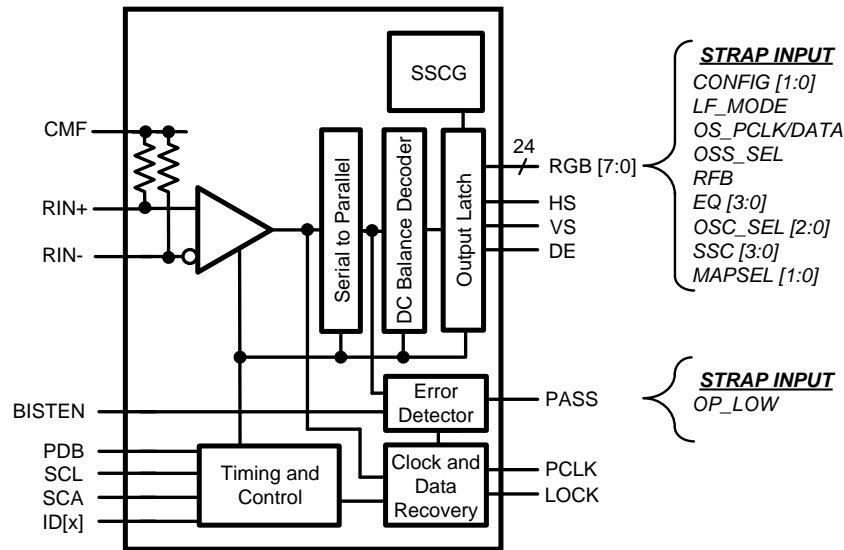 SSCG
CMF
RIN+
RIN-
BISTEN
PDB
SCL
SCA
ID[x]
Serial to Parallel
DC Balance Decoder
Output Latch
Error
Detector
Timing and
Control
Clock and
Data
Recovery
24
RGB [7:0]
HS
VS
DE
PASS
PCLK
LOCK
STRAP INPUT
CONFIG [1:0]
LF_MODE
OS_PCLK/DATA
OSS_SEL
RFB
EQ [3:0]
OSC_SEL [2:0]
SSC [3:0]
MAPSEL [1:0]
STRAP INPUT
OP_LOW